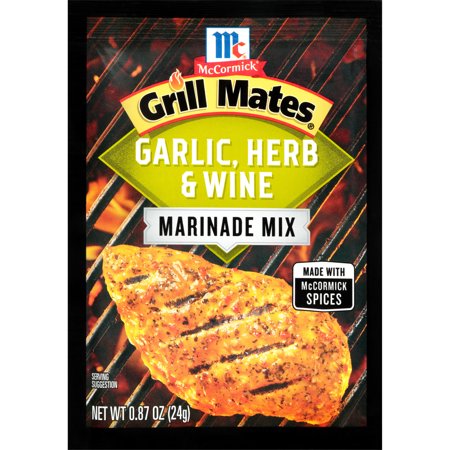 Mc
McCormick®
Grill Mates®
GARLIC, HERB
& WINE
MARINADE MIX
MADE WITH
McCORMICK
SPICES
SERVING
SUGGESTION
NET WT 0.87 OZ (24g)